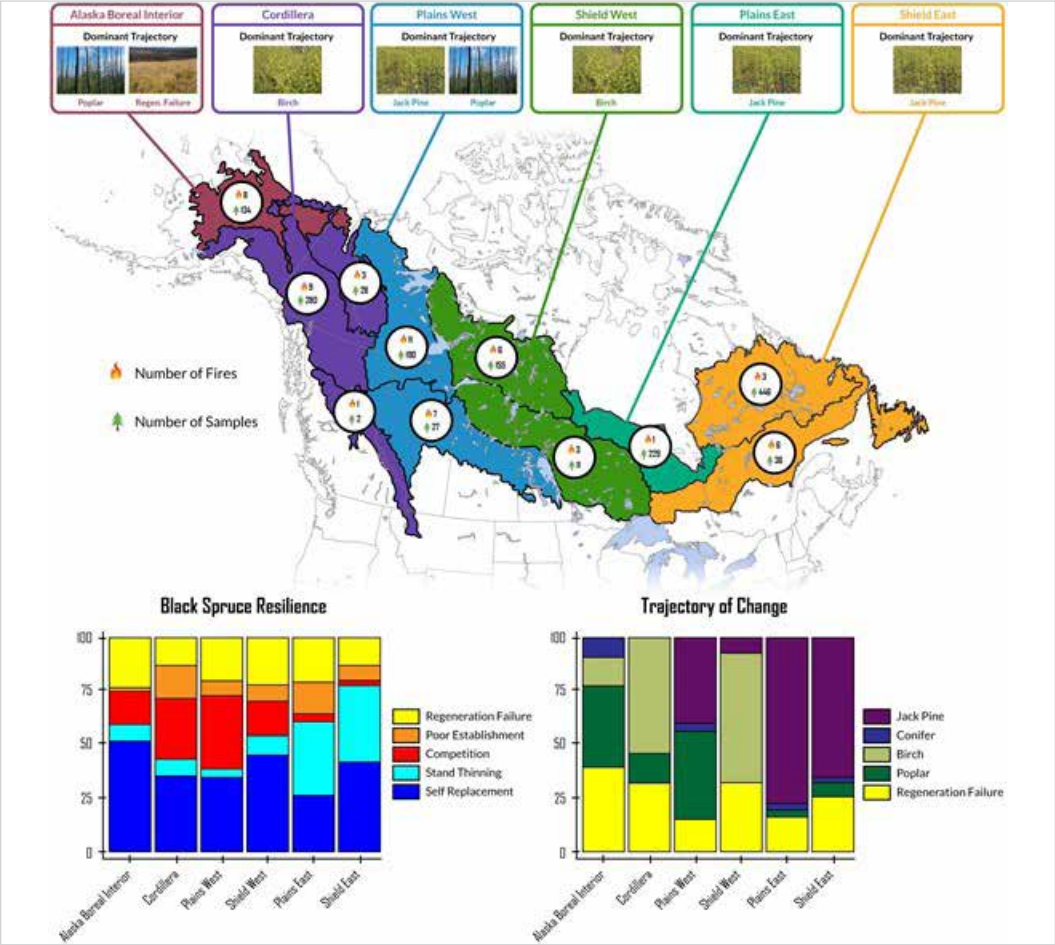 Alaska Boreal Interior
Dominant Trajectory
Poplar Regen. Failure
Cordillera
Dominant Trajectory
Birch
Plains West
Dominant Trajectory
Jack Pine Poplar
Shield West
Dominant Trajectory
Birch
Plains East
Dominant Trajectory
Jack Pine
Shield East
Dominant Trajectory
Jack Pine
134
9
280
3
28
11
7
27
1
2
6
155
3
1
229
3
446
6
Number of Fires
Number of Samples
Black Spruce Resilience
100
75
50
25
0
Alaska Boreal Interior
Cordillera
Plains West
Shield West
Plains East
Shield East
Regeneration Failure
Poor Establishment
Competition
Stand Thinning
Self Replacement
Trajectory of Change
100
75
50
25
0
Alaska Boreal Interior
Cordillera
Plains West
Shield West
Plains East
Shield East
Jack Pine
Conifer
Birch
Poplar
Regeneration Failure